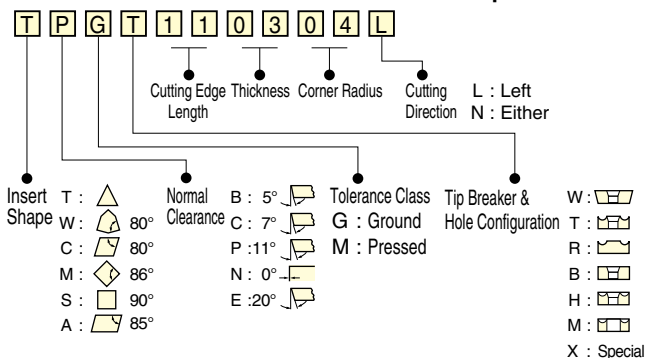 T P G T 1 1 0 3 0 4 L
Cutting Edge Length
Thickness
Corner Radius
Cutting Direction
L : Left
N : Either
Insert Shape
T :
W : 80°
C : 80°
M : 86°
S : 90°
A : 85°
Normal Clearance
B : 5°
C : 7°
P :11°
N : 0°
E :20°
Tolerance Class
G : Ground
M : Pressed
Tip Breaker &
Hole Configuration
W :
T :
R :
B :
H :
M :
X : Special